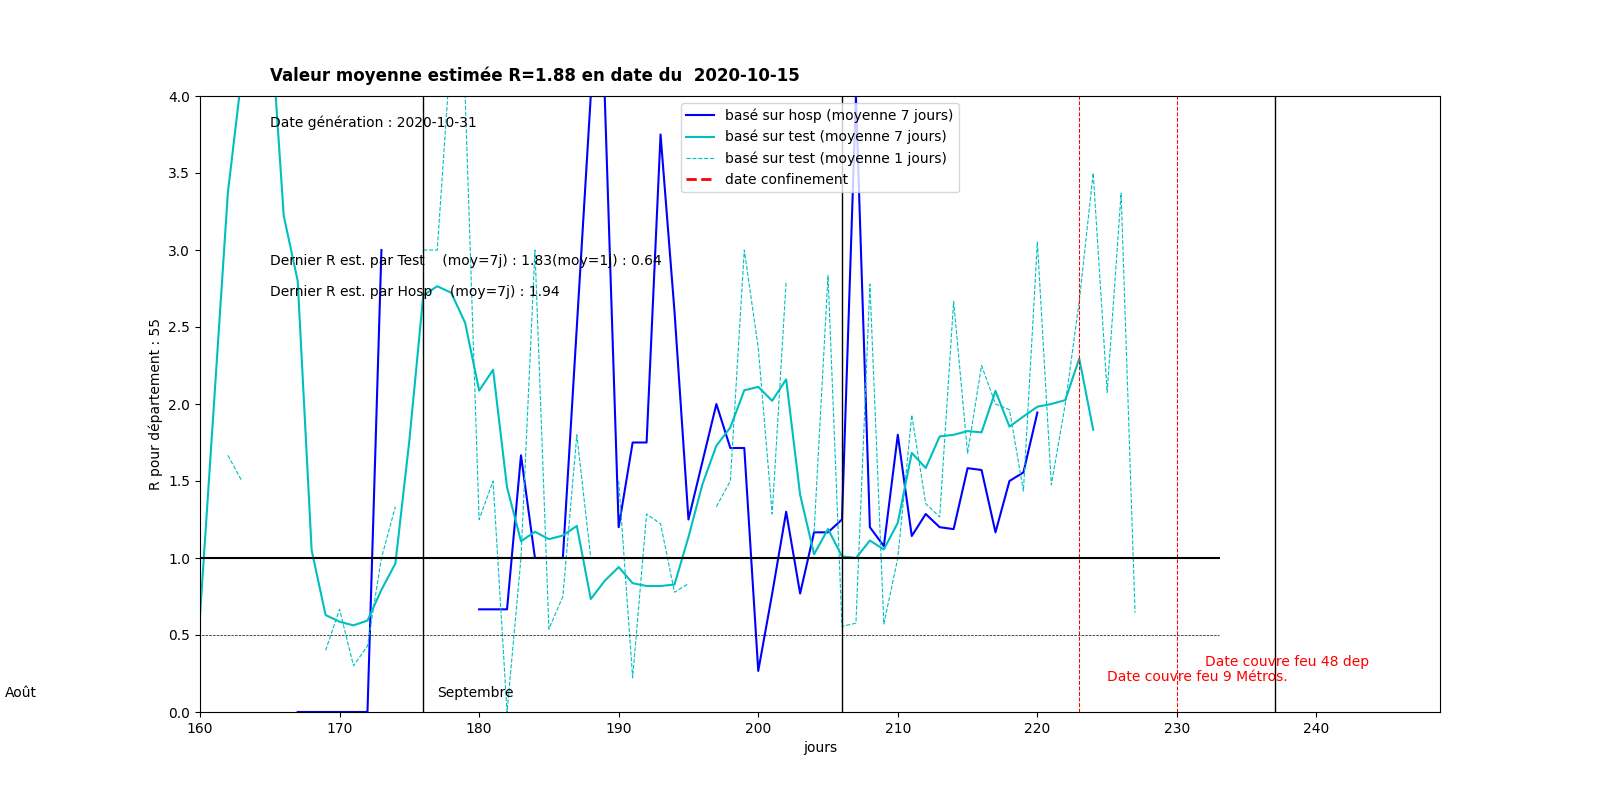 Valeur moyenne estimée R=1.88 en date du  2020-10-15
4.0
Date génération : 2020-10-31
basé sur hosp (moyenne 7 jours)
basé sur test (moyenne 7 jours)
basé sur test (moyenne 1 jours)
date confinement
3.5
3.0
Dernier R est. par Test    (moy=7j) : 1.83(moy=1j) : 0.64
Dernier R est. par Hosp    (moy=7j) : 1.94
2.5
2.0
1.5
1.0
0.5
0.0
R pour département : 55
Date couvre feu 48 dep
Date couvre feu 9 Métros.
Août
Septembre
160 170 180 190 200 210 220 230 240
jours